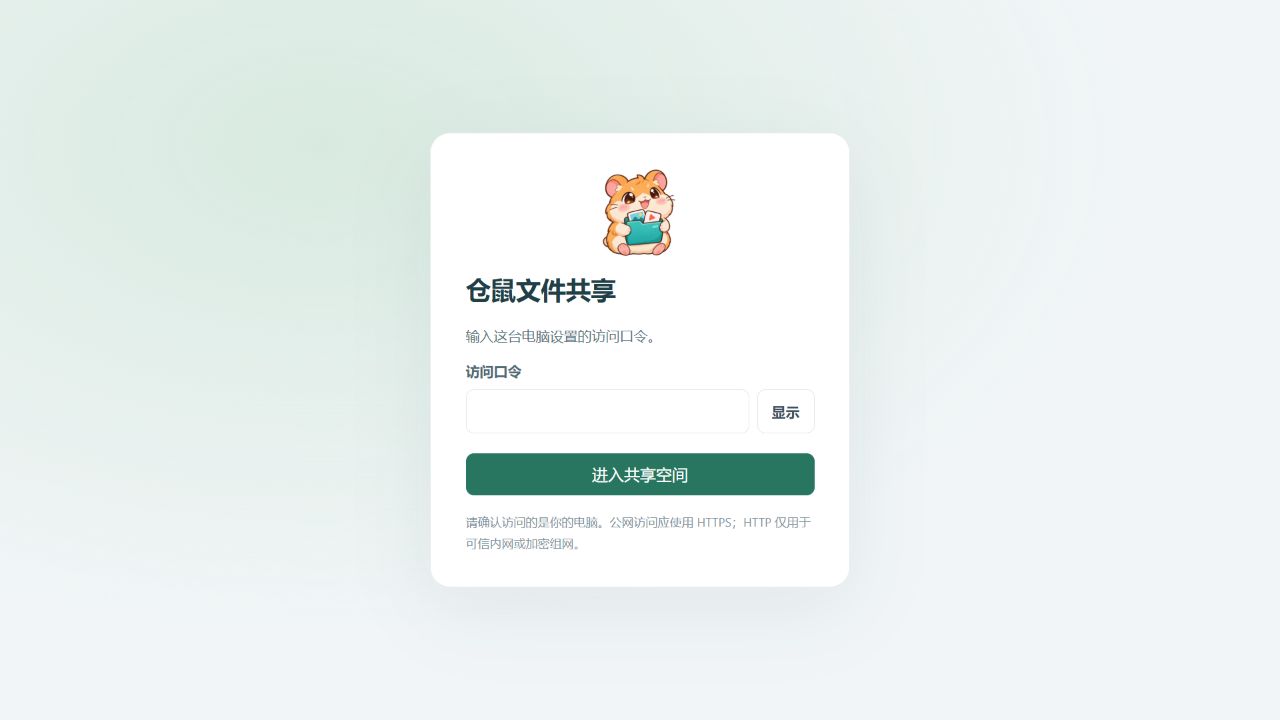 仓鼠文件共享
输入这台电脑设置的访问口令。
访问口令
显示
进入共享空间
请确认访问的是你的电脑。公网访问应使用 HTTPS；HTTP 仅用于
可信内网或加密组网。